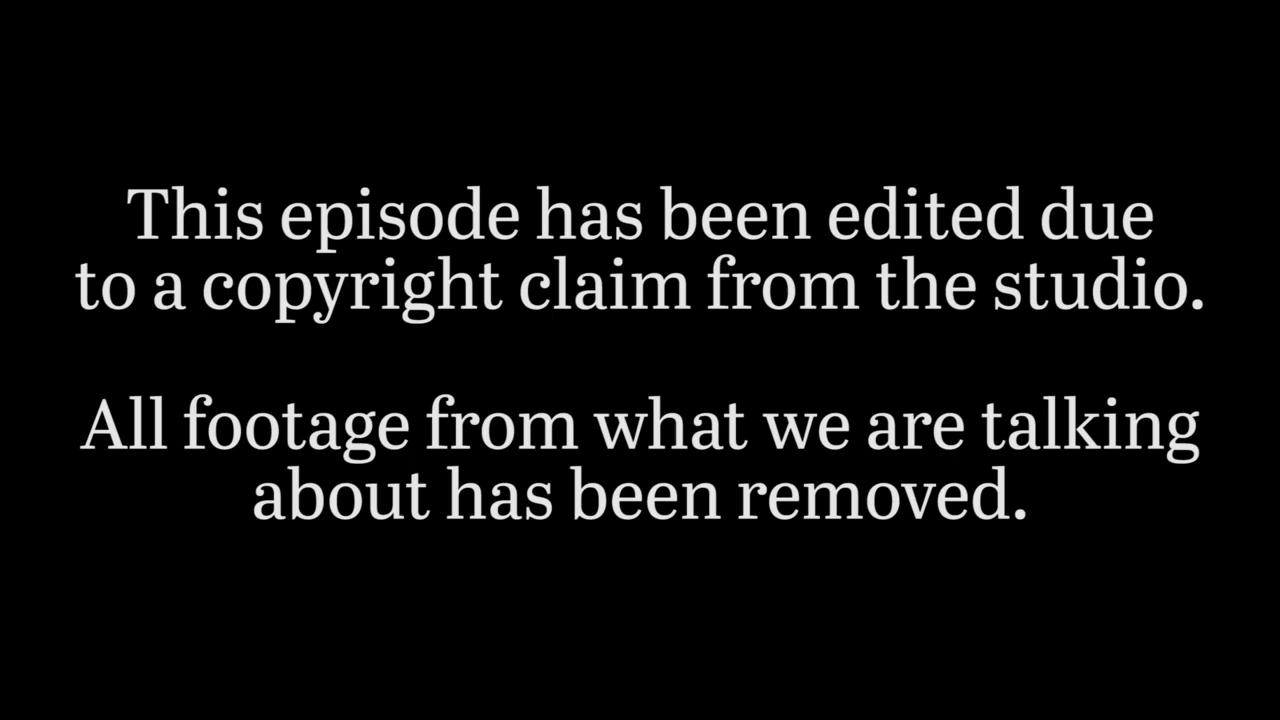 This episode has been edited due
to a copyright claim from the studio.
All footage from what we are talking
about has been removed.